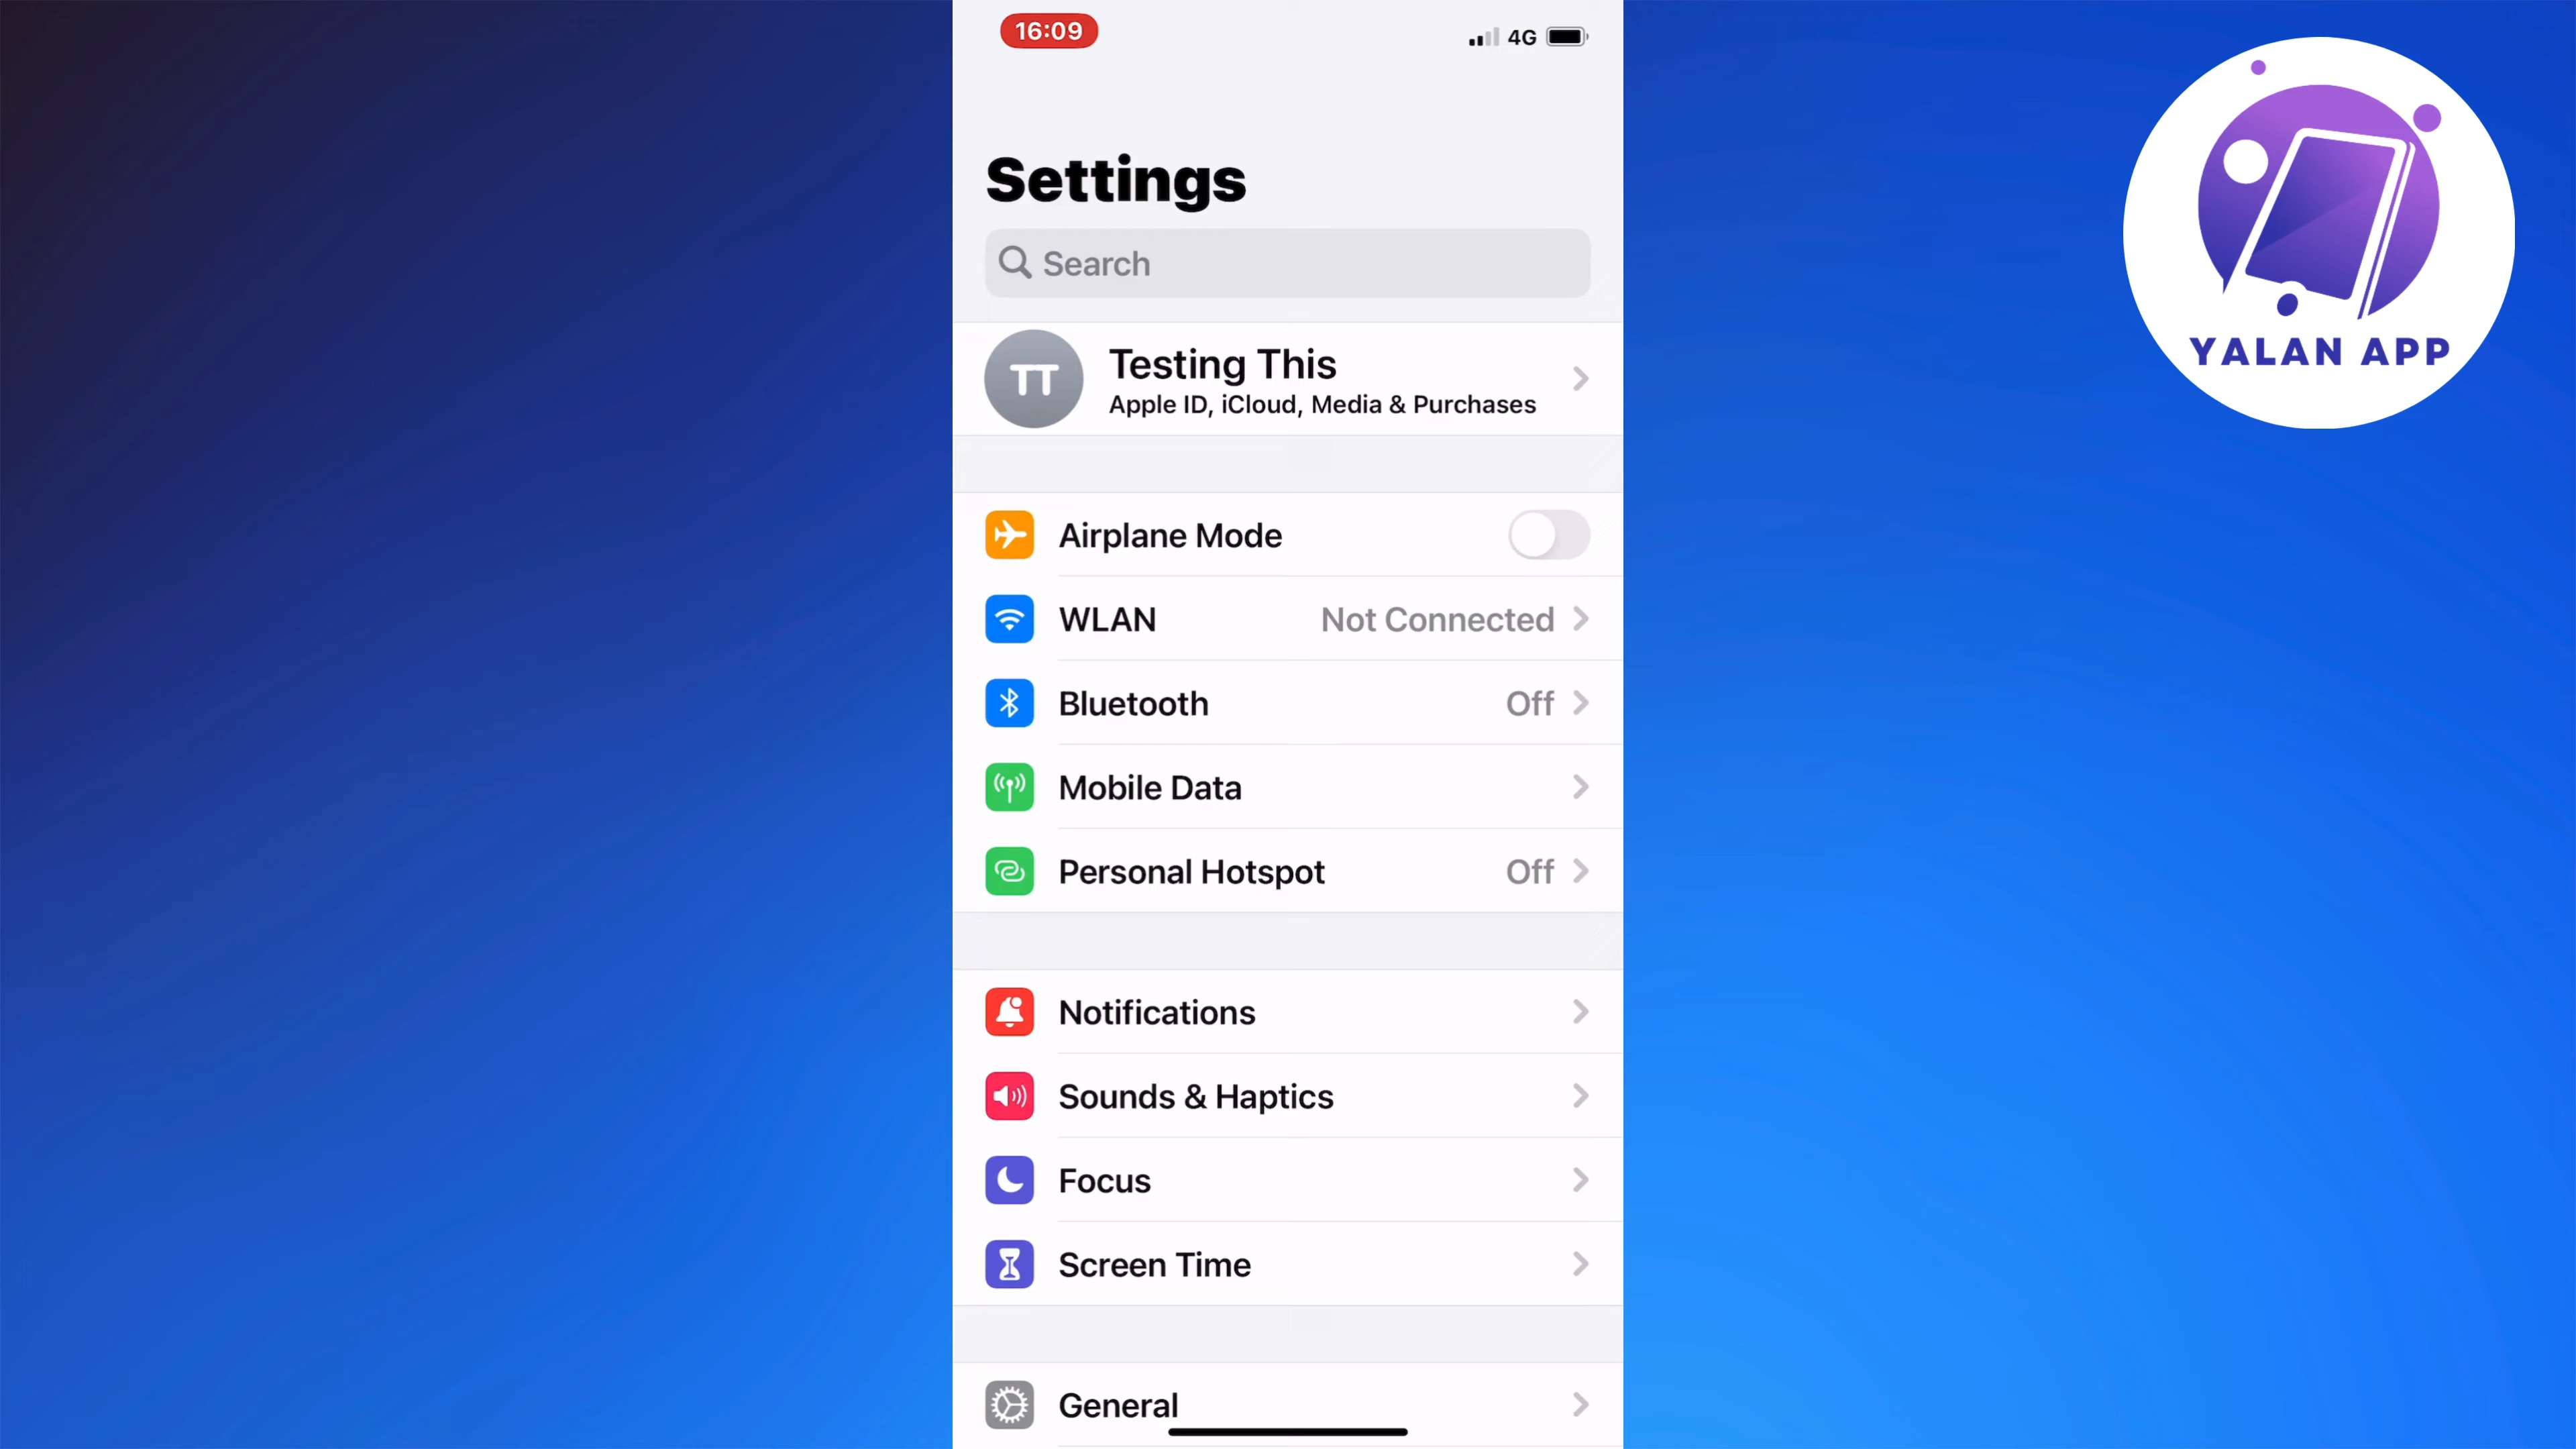 16:09
4G
Settings
Search
TT
Testing This
Apple ID, iCloud, Media & Purchases
Airplane Mode
WLAN Not Connected
Bluetooth Off
Mobile Data
Personal Hotspot Off
Notifications
Sounds & Haptics
Focus
Screen Time
General
YALAN APP